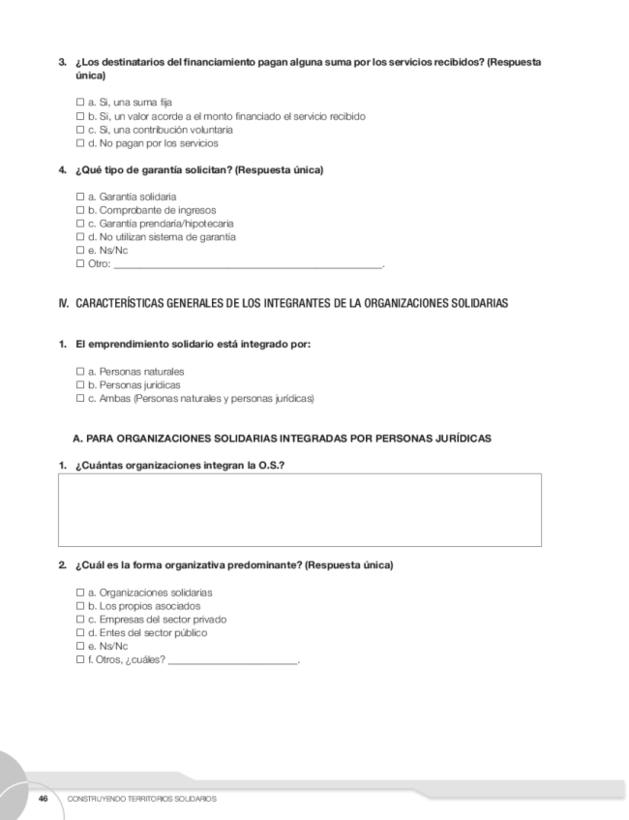 3. ¿Los destinatarios del financiamiento pagan alguna suma por los servicios recibidos? (Respuesta
única)
☐ a. Si, una suma fija
☐ b. Si, un valor acorde a el monto financiado el servicio recibido
☐ c. Si, una contribución voluntaria
☐ d. No pagan por los servicios
4. ¿Qué tipo de garantía solicitan? (Respuesta única)
☐ a. Garantía solidaria
☐ b. Comprobante de ingresos
☐ c. Garantía prendaria/hipotecaria
☐ d. No utilizan sistema de garantía
☐ e. Ns/Nc
☐ Otro: ______________________________________________.
IV. CARACTERÍSTICAS GENERALES DE LOS INTEGRANTES DE LA ORGANIZACIONES SOLIDARIAS
1. El emprendimiento solidario está integrado por:
☐ a. Personas naturales
☐ b. Personas jurídicas
☐ c. Ambas (Personas naturales y personas jurídicas)
A. PARA ORGANIZACIONES SOLIDARIAS INTEGRADAS POR PERSONAS JURÍDICAS
1. ¿Cuántas organizaciones integran la O.S.?
2. ¿Cuál es la forma organizativa predominante? (Respuesta única)
☐ a. Organizaciones solidarias
☐ b. Los propios asociados
☐ c. Empresas del sector privado
☐ d. Entes del sector público
☐ e. Ns/Nc
☐ f. Otros, ¿cuáles? ______________________.
46 CONSTRUYENDO TERRITORIOS SOLIDARIOS